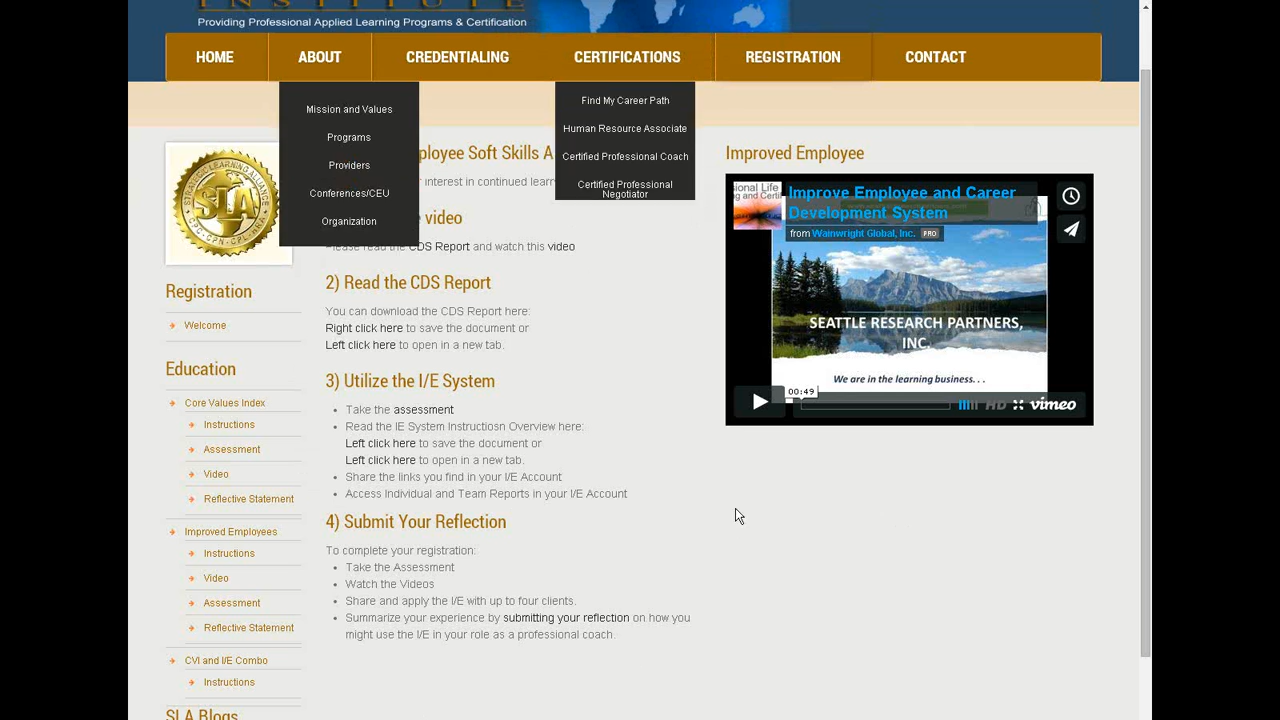 INSTITUTE
Providing Professional Applied Learning Programs & Certification
HOME
ABOUT
CREDENTIALING
CERTIFICATIONS
REGISTRATION
CONTACT
Mission and Values
Programs
Providers
Conferences/CEU
Organization
Find My Career Path
Human Resource Associate
Certified Professional Coach
Certified Professional
Negotiator
SLA
Registration
Welcome
Education
Core Values Index
Instructions
Assessment
Video
Reflective Statement
Improved Employees
Instructions
Video
Assessment
Reflective Statement
CVI and I/E Combo
Instructions
SLA Blogs
ployee Soft Skills A
interest in continued learn
video
Please read the CDS Report and watch this video
2) Read the CDS Report
You can download the CDS Report here:
Right click here to save the document or
Left click here to open in a new tab.
3) Utilize the I/E System
• Take the assessment
• Read the IE System Instructiosn Overview here:
Left click here to save the document or
Left click here to open in a new tab.
• Share the links you find in your I/E Account
• Access Individual and Team Reports in your I/E Account
4) Submit Your Reflection
To complete your registration:
• Take the Assessment
• Watch the Videos
• Share and apply the I/E with up to four clients.
• Summarize your experience by submitting your reflection on how you
might use the I/E in your role as a professional coach.
Improved Employee
Improve Employee and Career
Development System
from Wainwright Global, Inc. PRO
SEATTLE RESEARCH PARTNERS,
INC.
We are in the learning business. . .
00:49
HD
vimeo